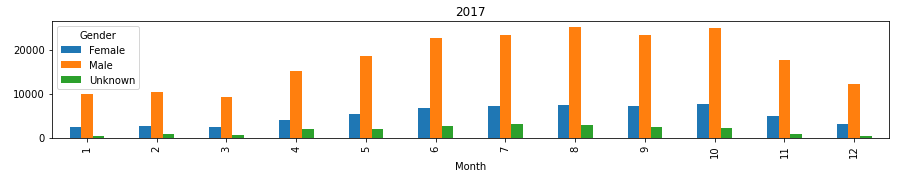 2017
Gender
Female
Male
Unknown
20000
10000
0
1 2 3 4 5 6 7 8 9 10 11 12
Month